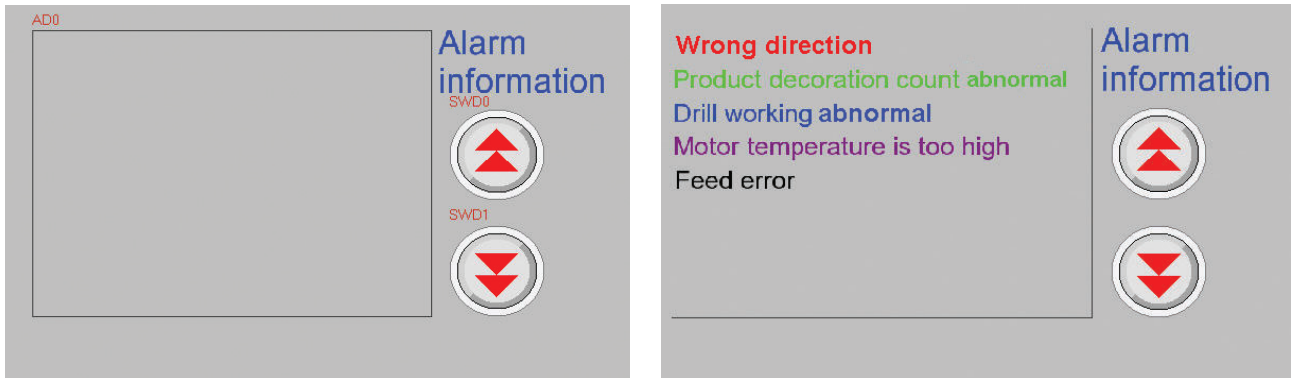 AD0
Alarm
information
SWD0
SWD1
Wrong direction
Product decoration count abnormal
Drill working abnormal
Motor temperature is too high
Feed error
Alarm
information